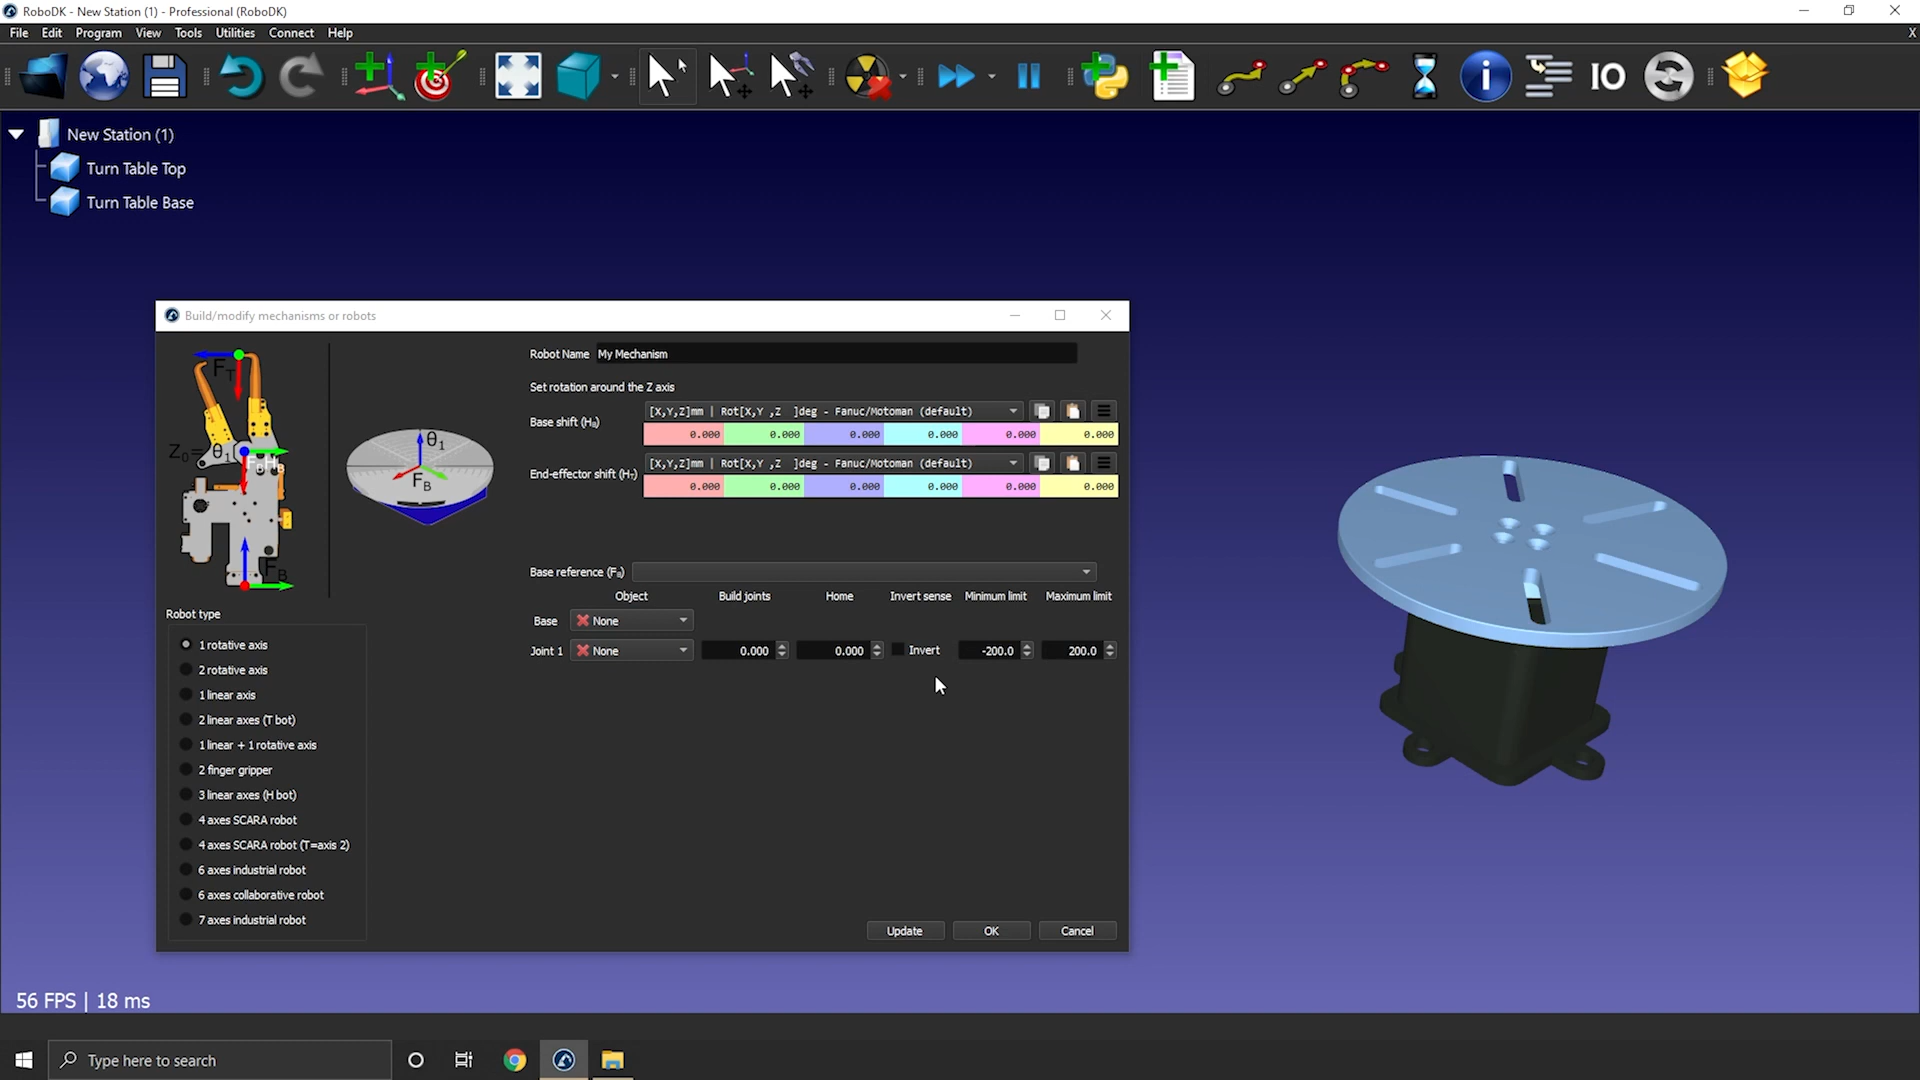 RoboDK - New Station (1) - Professional (RoboDK)
File Edit Program View Tools Utilities Connect Help X
IO
New Station (1)
Turn Table Top
Turn Table Base
Build/modify mechanisms or robots
Robot Name My Mechanism
Set rotation around the Z axis
Base shift (HB) [X,Y,Z]mm | Rot[X,Y ,Z ]deg - Fanuc/Motoman (default)
0.000 0.000 0.000 0.000 0.000 0.000
End-effector shift (HT) [X,Y,Z]mm | Rot[X,Y ,Z ]deg - Fanuc/Motoman (default)
0.000 0.000 0.000 0.000 0.000 0.000
FT
Z0= θ1
FB
θ1
FB
Base reference (FB)
Object Build joints Home Invert sense Minimum limit Maximum limit
Base None
Joint 1 None 0.000 0.000 Invert -200.0 200.0
Robot type
1 rotative axis
2 rotative axis
1 linear axis
2 linear axes (T bot)
1 linear + 1 rotative axis
2 finger gripper
3 linear axes (H bot)
4 axes SCARA robot
4 axes SCARA robot (T=axis 2)
6 axes industrial robot
6 axes collaborative robot
7 axes industrial robot
Update OK Cancel
56 FPS | 18 ms
Type here to search